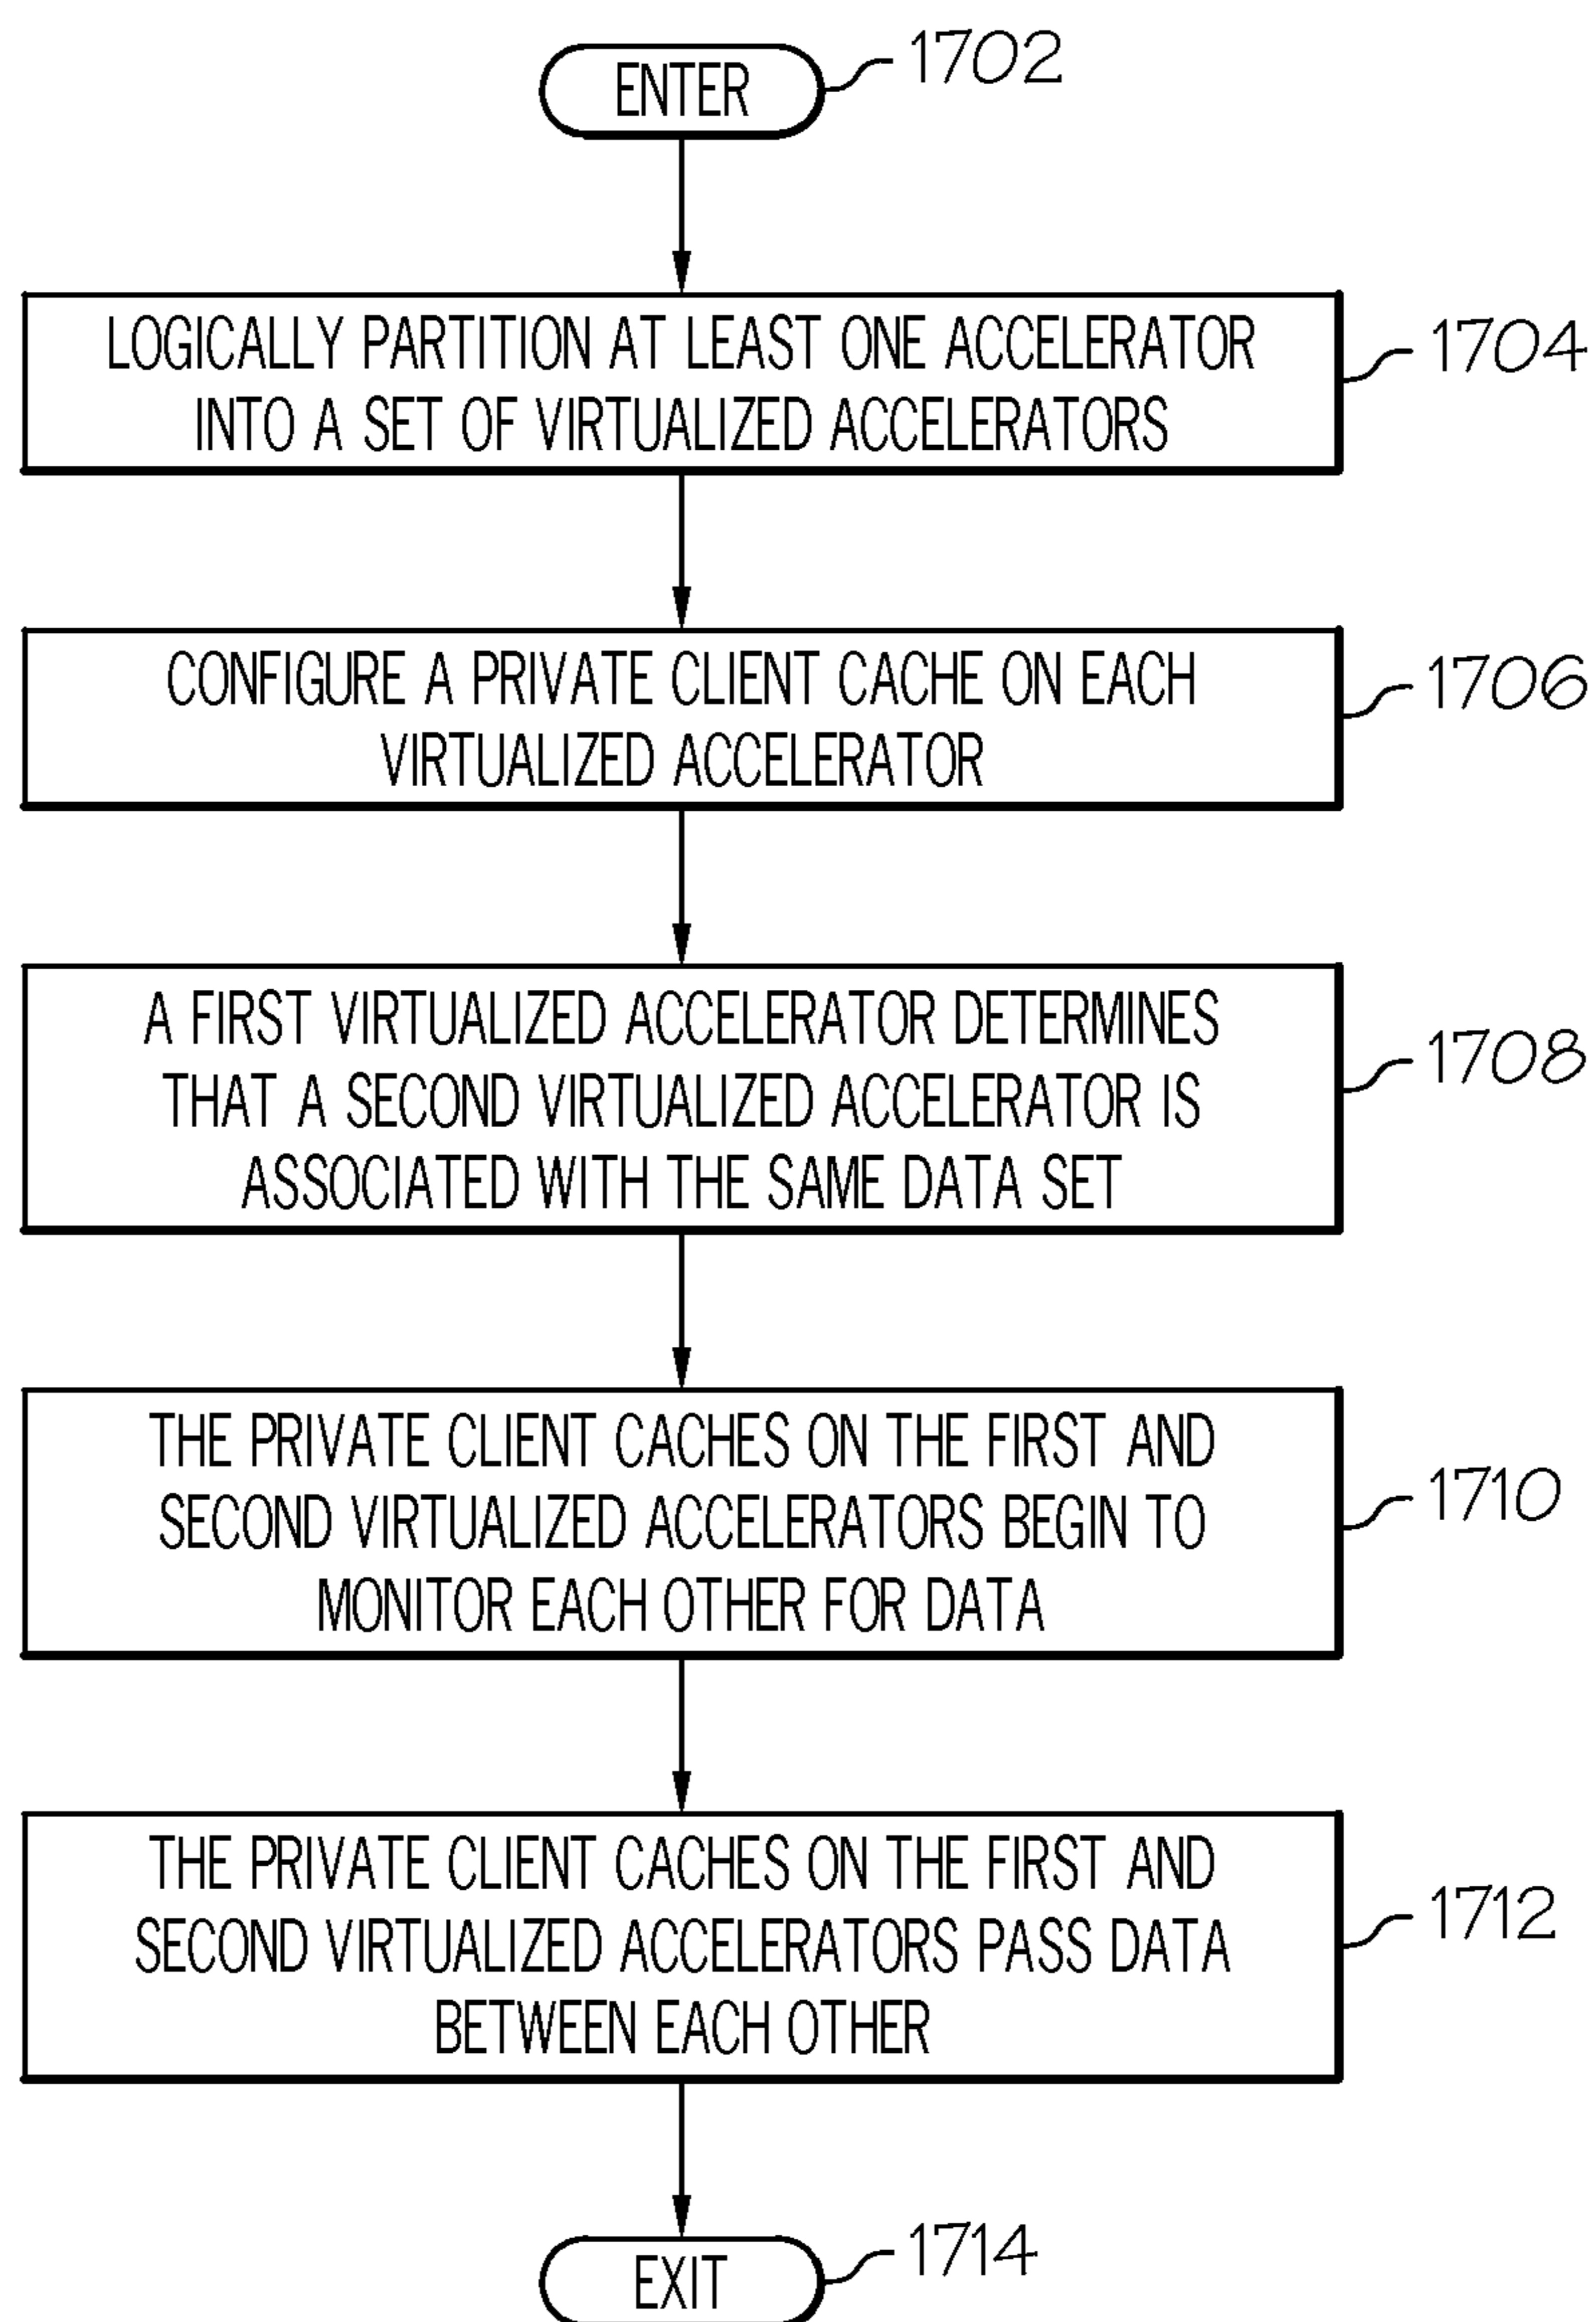 ENTER 1702
LOGICALLY PARTITION AT LEAST ONE ACCELERATOR
INTO A SET OF VIRTUALIZED ACCELERATORS
1704
CONFIGURE A PRIVATE CLIENT CACHE ON EACH
VIRTUALIZED ACCELERATOR
1706
A FIRST VIRTUALIZED ACCELERATOR DETERMINES
THAT A SECOND VIRTUALIZED ACCELERATOR IS
ASSOCIATED WITH THE SAME DATA SET
1708
THE PRIVATE CLIENT CACHES ON THE FIRST AND
SECOND VIRTUALIZED ACCELERATORS BEGIN TO
MONITOR EACH OTHER FOR DATA
1710
THE PRIVATE CLIENT CACHES ON THE FIRST AND
SECOND VIRTUALIZED ACCELERATORS PASS DATA
BETWEEN EACH OTHER
1712
EXIT 1714